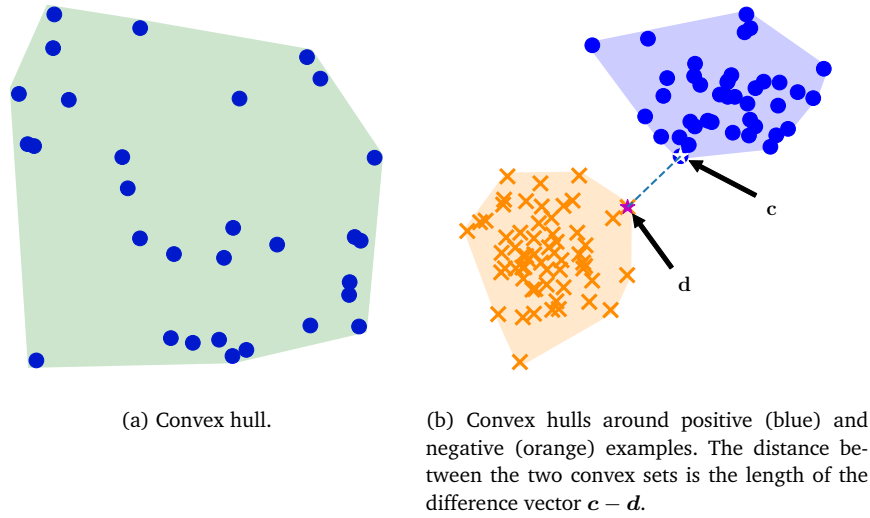 c
d
(a) Convex hull.
(b) Convex hulls around positive (blue) and
negative (orange) examples. The distance be-
tween the two convex sets is the length of the
difference vector c − d.